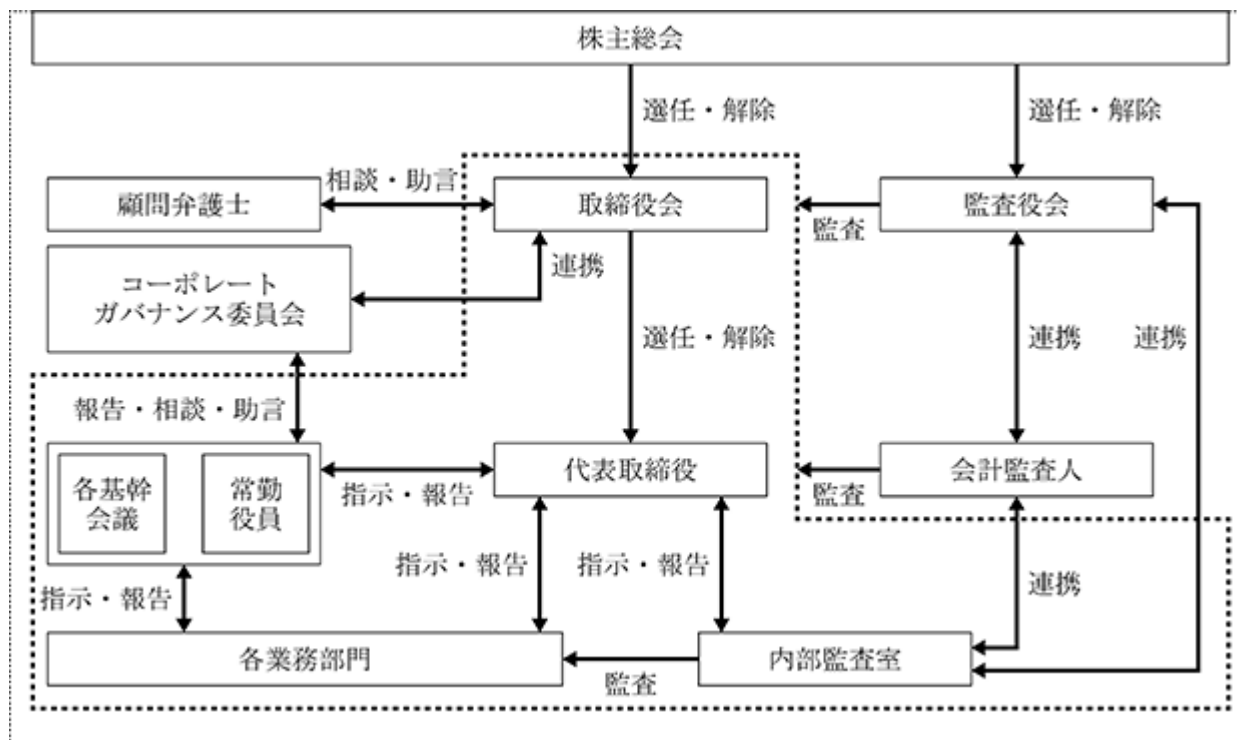 株主総会
選任・解除
選任・解除
相談・助言
顧問弁護士
取締役会
監査役会
監査
連携
コーポレート
ガバナンス委員会
選任・解除
連携
連携
報告・相談・助言
各基幹
会議
常勤
役員
指示・報告
代表取締役
監査
会計監査人
指示・報告
指示・報告
指示・報告
連携
各業務部門
監査
内部監査室